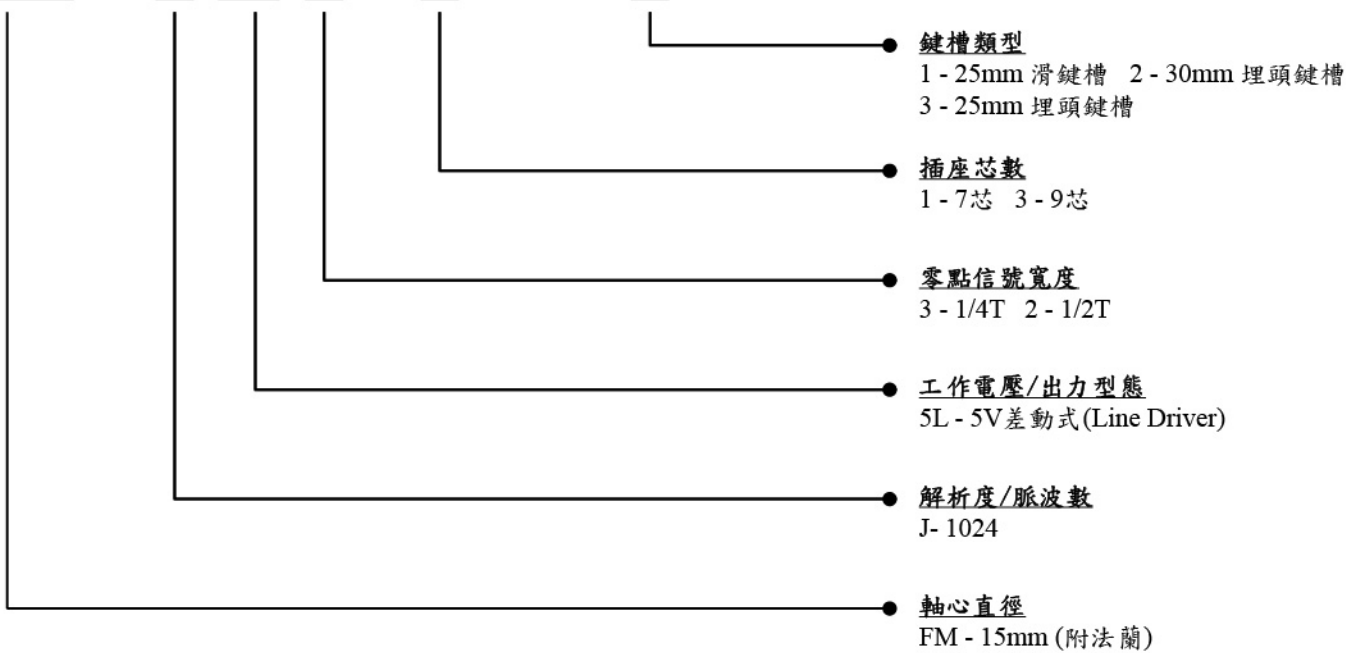 鍵槽類型
1 - 25mm 滑鍵槽 2 - 30mm 埋頭鍵槽
3 - 25mm 埋頭鍵槽
插座芯數
1 - 7芯 3 - 9芯
零點信號寬度
3 - 1/4T 2 - 1/2T
工作電壓/出力型態
5L - 5V差動式(Line Driver)
解析度/脈波數
J- 1024
軸心直徑
FM - 15mm (附法蘭)